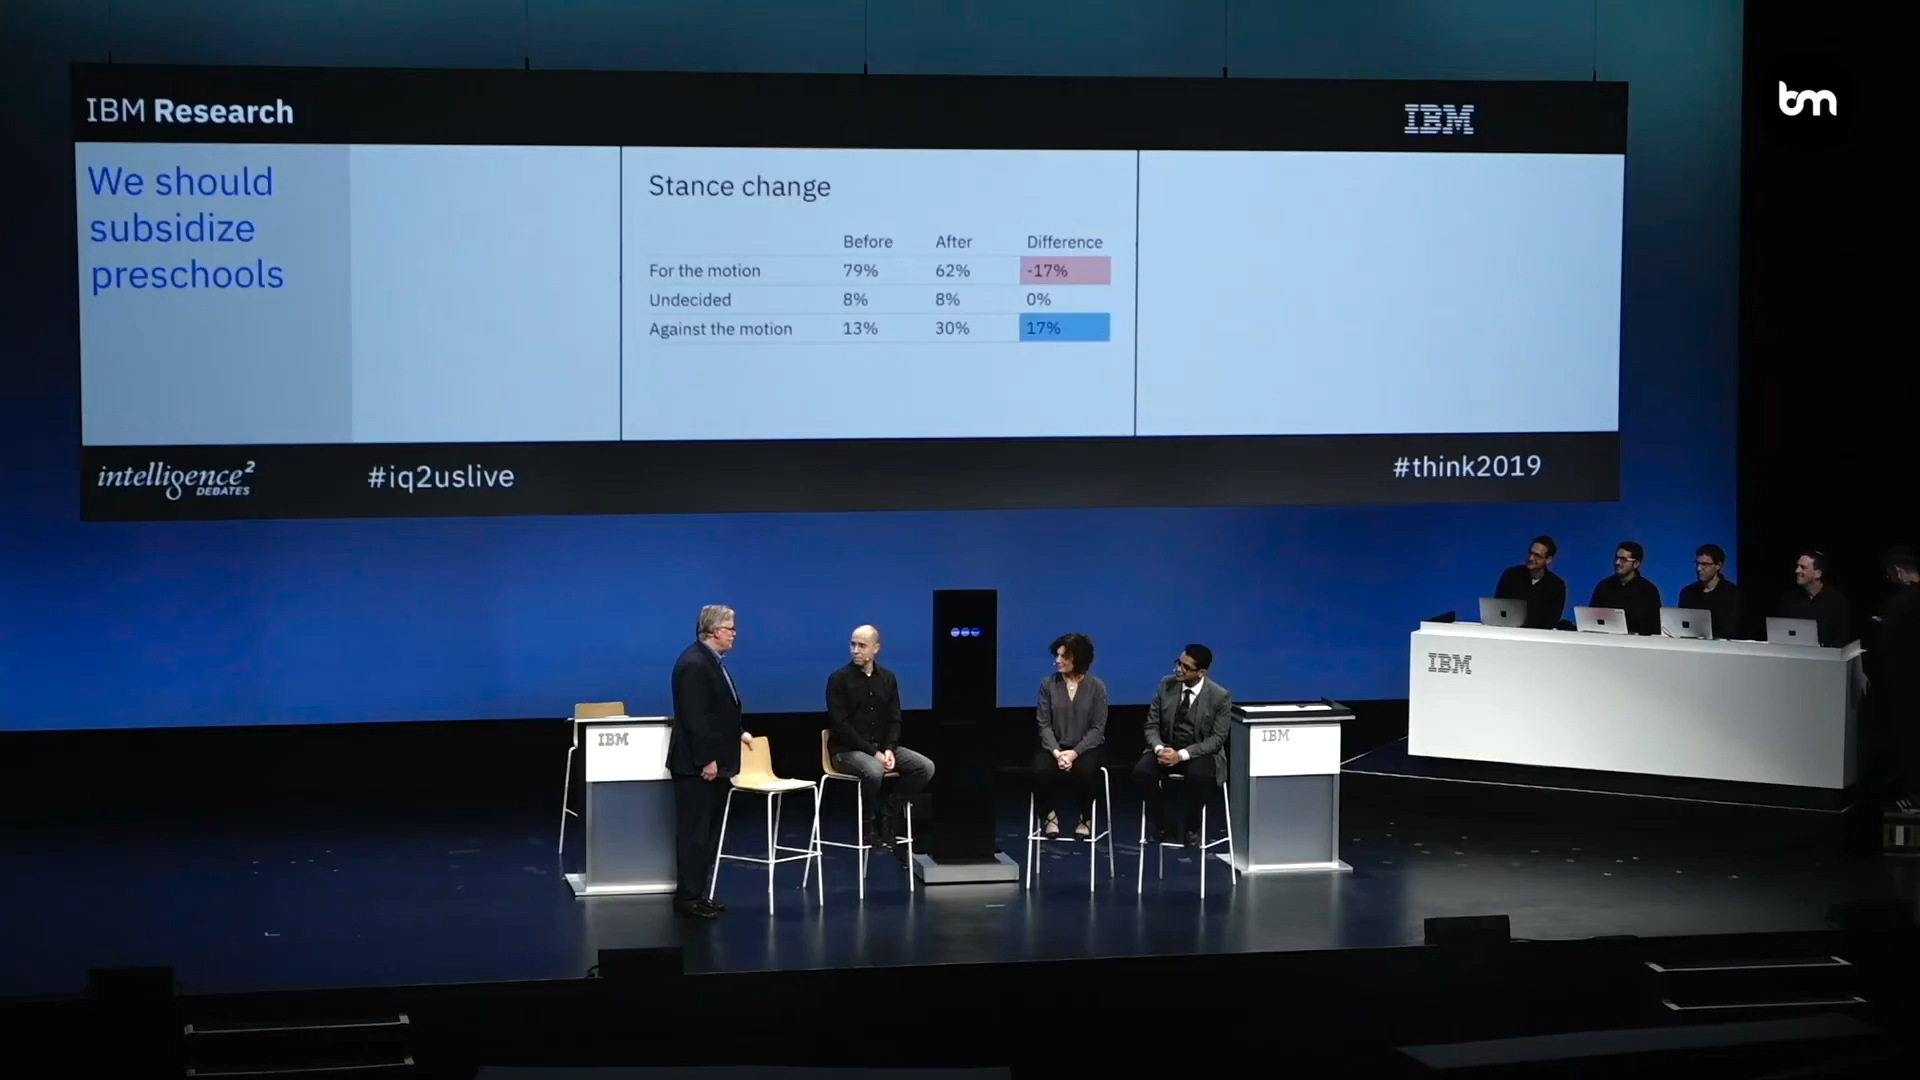 IBM Research
IBM
bm
We should
subsidize
preschools
Stance change
Before After Difference
For the motion 79% 62% -17%
Undecided 8% 8% 0%
Against the motion 13% 30% 17%
intelligence²
DEBATES
#iq2uslive
#think2019
IBM
IBM
IBM